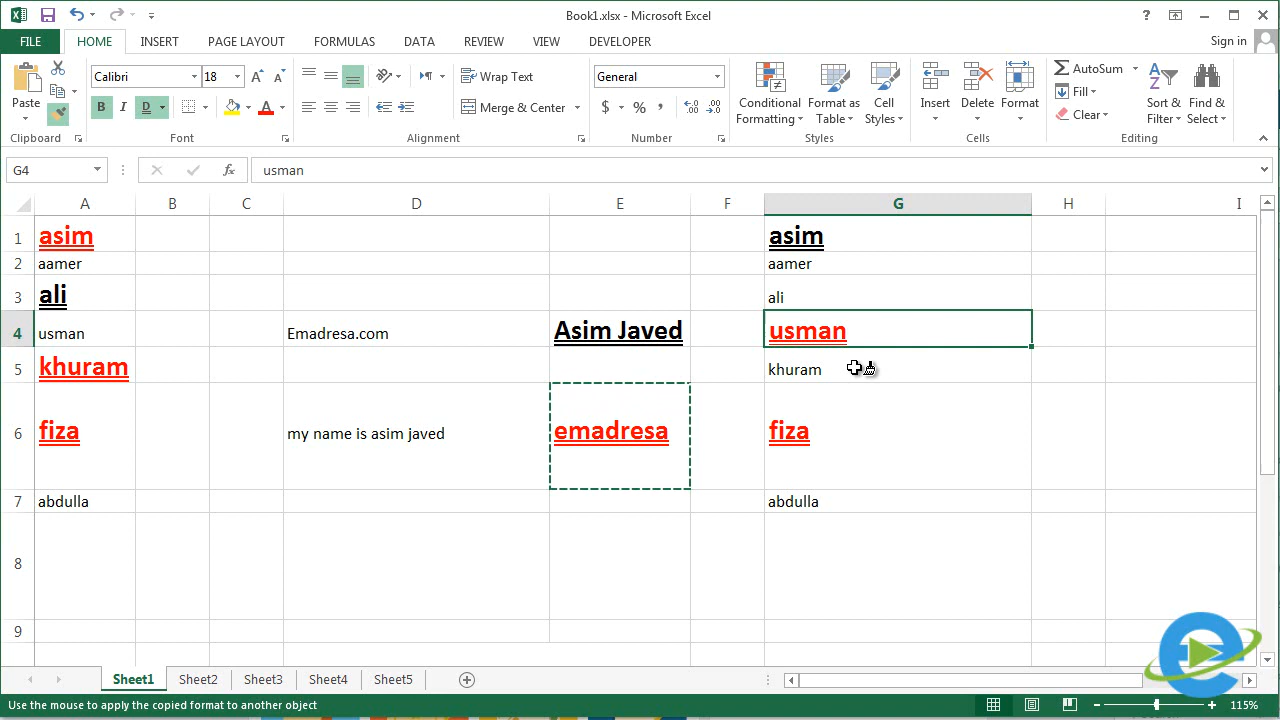 Book1.xlsx - Microsoft Excel
?
FILE HOME INSERT PAGE LAYOUT FORMULAS DATA REVIEW VIEW DEVELOPER Sign in
Paste
Calibri 18 A A
B I D A
Wrap Text
Merge & Center
General
$ % , .00 .0
Conditional Formatting
Format as Table
Cell Styles
Insert
Delete
Format
AutoSum
Fill
Clear
Sort & Filter
Find & Select
Clipboard Font Alignment Number Styles Cells Editing
G4 fx usman
A B C D E F G H I
1 asim asim
2 aamer aamer
3 ali ali
4 usman Emadresa.com Asim Javed usman
5 khuram khuram
6 fiza my name is asim javed emadresa fiza
7 abdulla abdulla
8
9
Sheet1 Sheet2 Sheet3 Sheet4 Sheet5
Use the mouse to apply the copied format to another object 115%